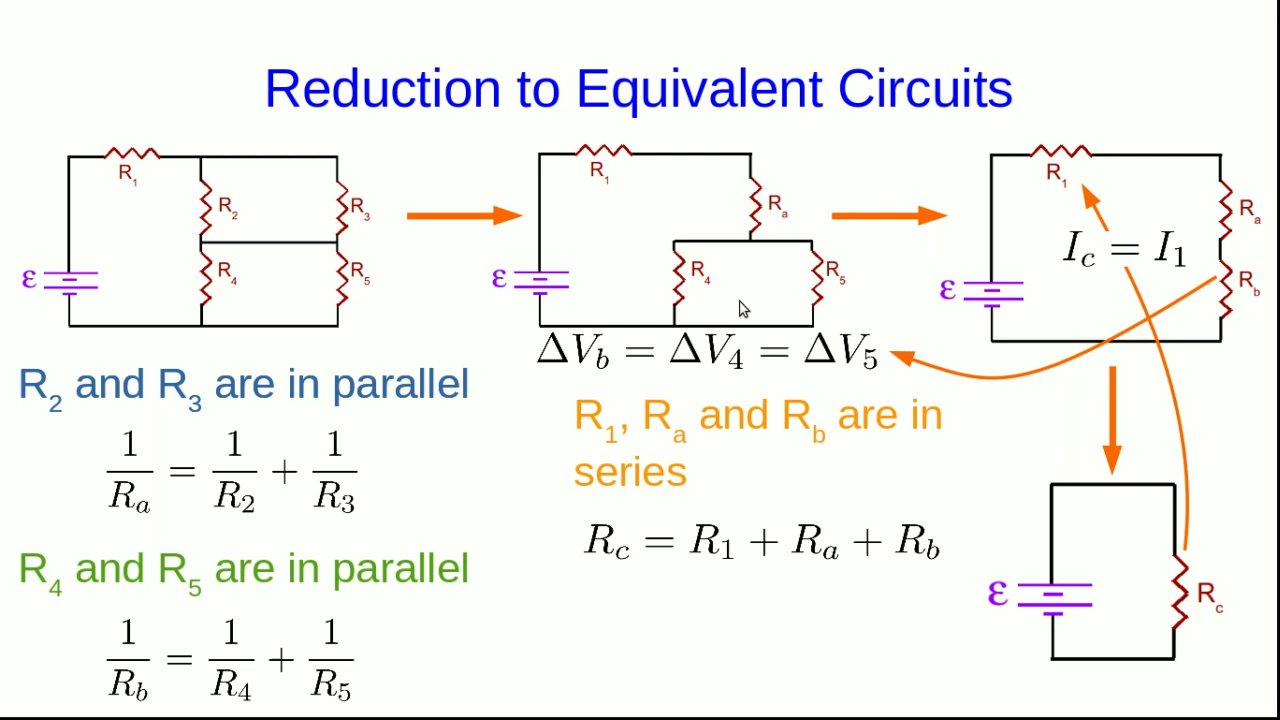 Reduction to Equivalent Circuits
R₁
R₂
R₃
R₄
R₅
ε
R₁
Rₐ
R₄
R₅
ε
ΔV_b = ΔV₄ = ΔV₅
R₁
Rₐ
I_c = I₁
R_b
ε
R₂ and R₃ are in parallel
1/Rₐ = 1/R₂ + 1/R₃
R₄ and R₅ are in parallel
1/R_b = 1/R₄ + 1/R₅
R₁, Rₐ and R_b are in
series
R_c = R₁ + Rₐ + R_b
ε
R_c